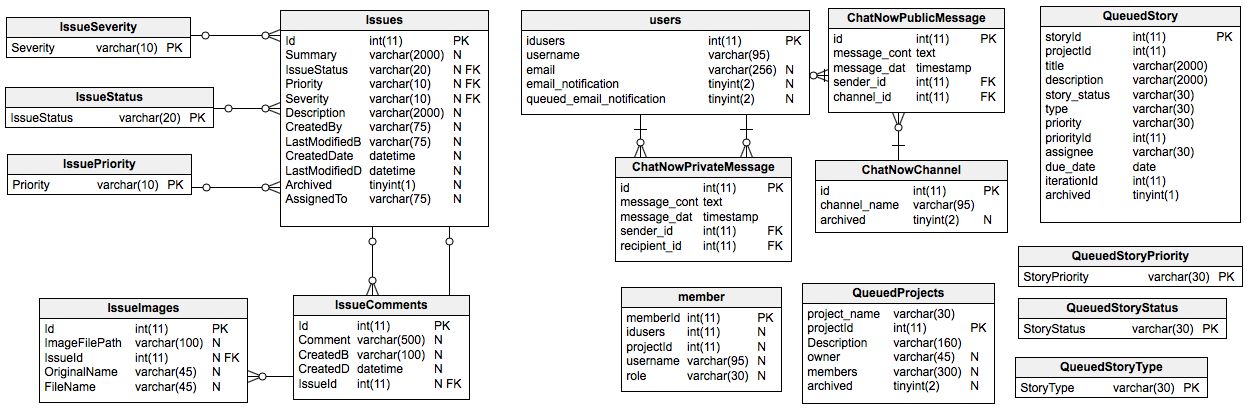 IssueSeverity
Severity varchar(10) PK
IssueStatus
IssueStatus varchar(20) PK
IssuePriority
Priority varchar(10) PK
Issues
Id int(11) PK
Summary varchar(2000) N
IssueStatus varchar(20) N FK
Priority varchar(10) N FK
Severity varchar(10) N FK
Description varchar(2000) N
CreatedBy varchar(75) N
LastModifiedB varchar(75) N
CreatedDate datetime N
LastModifiedD datetime N
Archived tinyint(1) N
AssignedTo varchar(75) N
IssueImages
Id int(11) PK
ImageFilePath varchar(100) N
IssueId int(11) N FK
OriginalName varchar(45) N
FileName varchar(45) N
IssueComments
Id int(11) PK
Comment varchar(500) N
CreatedB varchar(100) N
CreatedD datetime N
IssueId int(11) N FK
users
idusers int(11) PK
username varchar(95)
email varchar(256) N
email_notification tinyint(2) N
queued_email_notification tinyint(2) N
ChatNowPrivateMessage
id int(11) PK
message_cont text
message_dat timestamp
sender_id int(11) FK
recipient_id int(11) FK
member
memberId int(11) PK
idusers int(11) N
projectId int(11) N
username varchar(95) N
role varchar(30) N
ChatNowPublicMessage
id int(11) PK
message_cont text
message_dat timestamp
sender_id int(11) FK
channel_id int(11) FK
ChatNowChannel
id int(11) PK
channel_name varchar(95)
archived tinyint(2) N
QueuedProjects
project_name varchar(30)
projectId int(11) PK
Description varchar(160)
owner varchar(45) N
members varchar(300) N
archived tinyint(2) N
QueuedStory
storyId int(11) PK
projectId int(11)
title varchar(2000)
description varchar(2000)
story_status varchar(30)
type varchar(30)
priority varchar(30)
priorityId int(11)
assignee varchar(30)
due_date date
iterationId int(11)
archived tinyint(1)
QueuedStoryPriority
StoryPriority varchar(30) PK
QueuedStoryStatus
StoryStatus varchar(30) PK
QueuedStoryType
StoryType varchar(30) PK